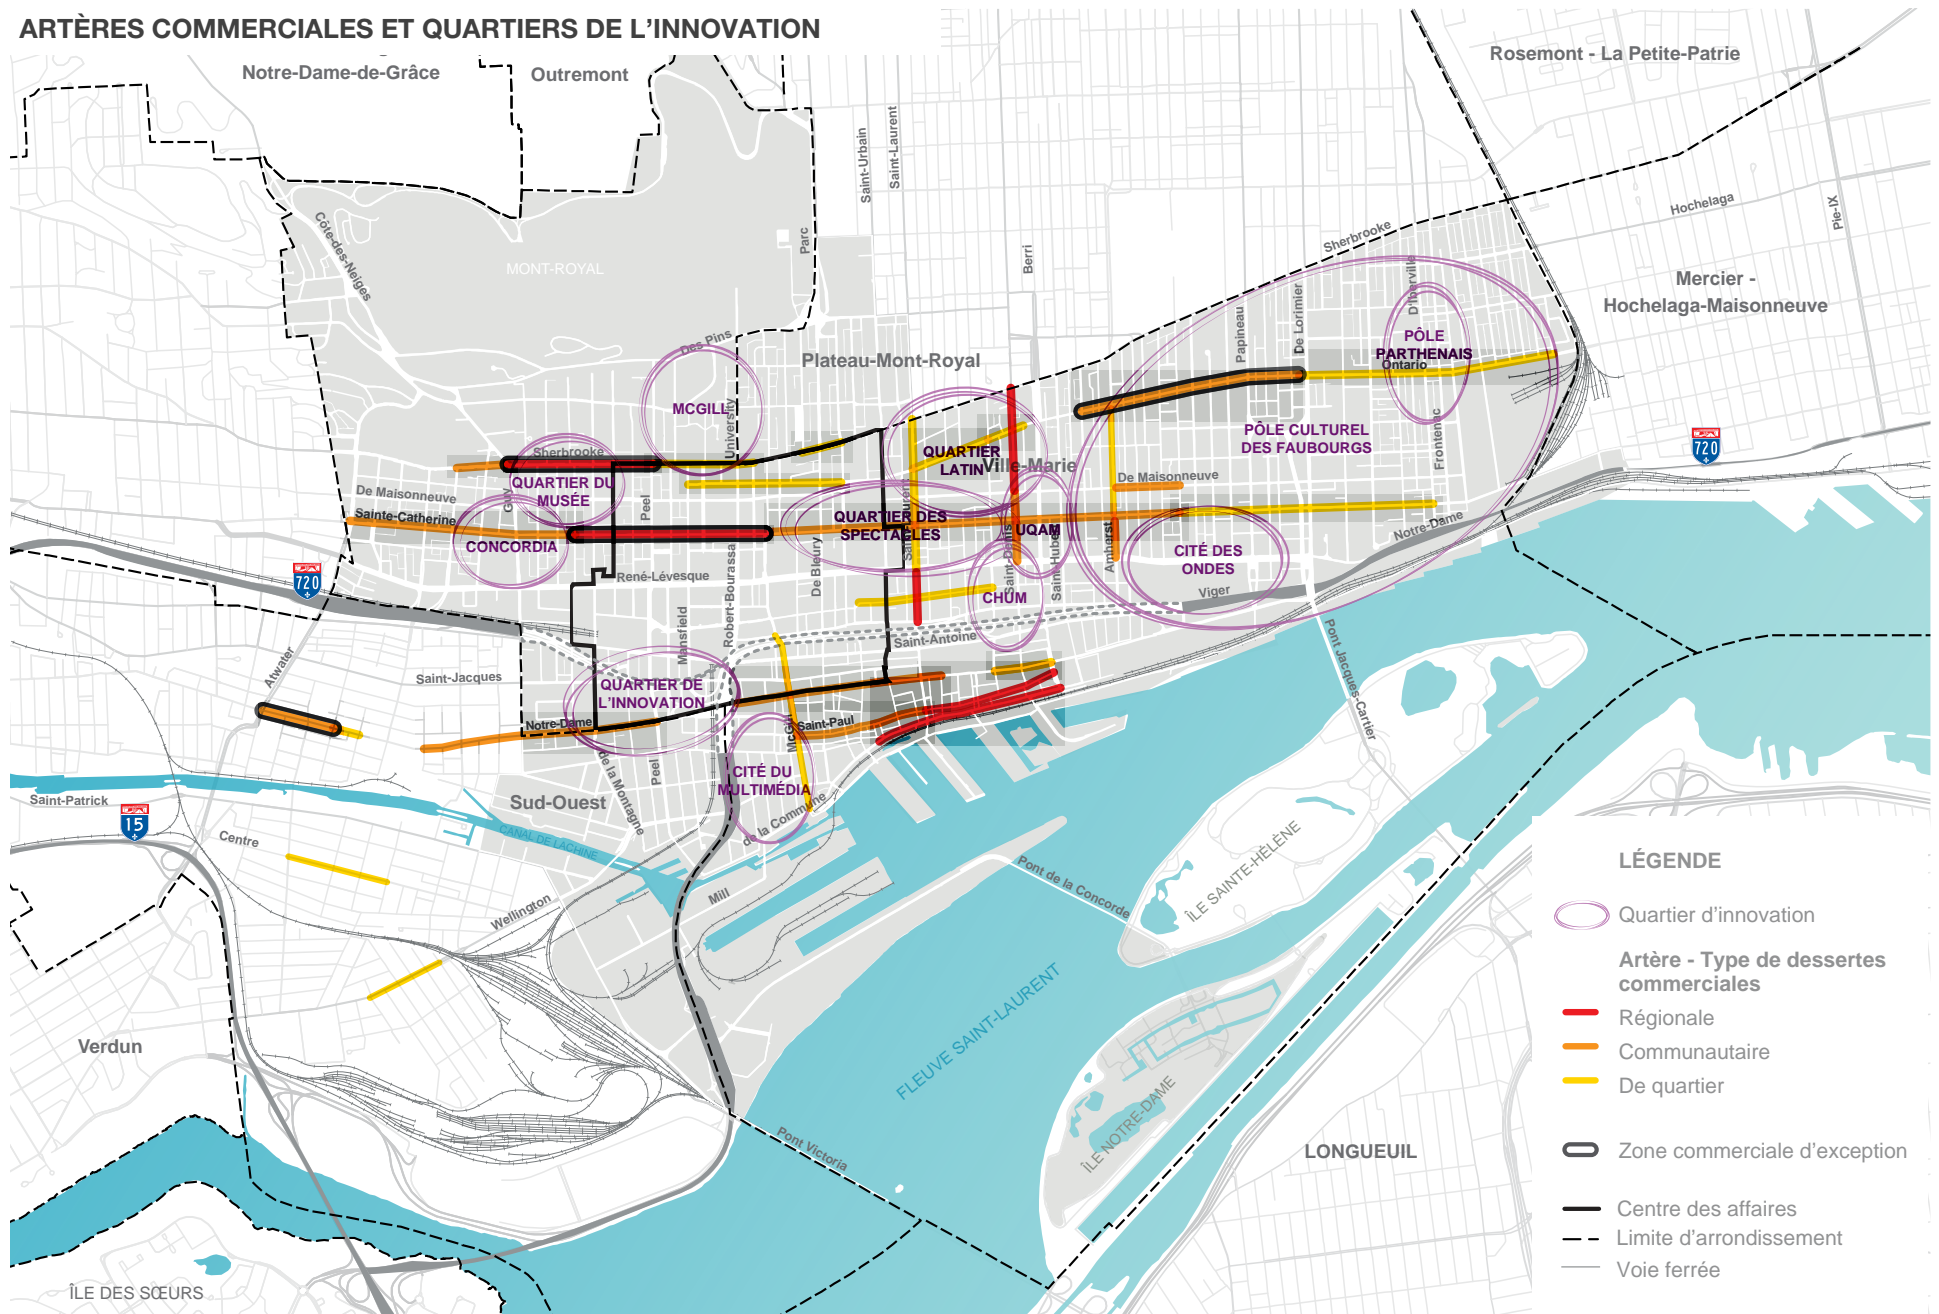 ARTÈRES COMMERCIALES ET QUARTIERS DE L'INNOVATION
Notre-Dame-de-Grâce
Outremont
Rosemont - La Petite-Patrie
Saint-Urbain
Saint-Laurent
Hochelaga
Pie-IX
Côte-des-Neiges
MONT-ROYAL
Parc
Berri
Sherbrooke
D'Iberville
Mercier -
Hochelaga-Maisonneuve
Papineau
De Lorimier
Des Pins
Plateau-Mont-Royal
PÔLE
PARTHENAIS
Ontario
MCGILL
University
PÔLE CULTUREL
DES FAUBOURGS
Frontenac
720
Sherbrooke
QUARTIER
LATIN
Ville-Marie
De Maisonneuve
QUARTIER DU
MUSÉE
De Maisonneuve
Guy
Peel
Sainte-Catherine
CONCORDIA
QUARTIER DES
SPECTACLES
Saint-Laurent
UQAM
Saint-Denis
Saint-Hubert
Amherst
Notre-Dame
CITÉ DES
ONDES
720
René-Lévesque
Robert-Bourassa
De Bleury
CHUM
Viger
Mansfield
Saint-Antoine
Pont Jacques-Cartier
Atwater
Saint-Jacques
QUARTIER DE
L'INNOVATION
Notre-Dame
McGill
Saint-Paul
de la Montagne
Peel
CITÉ DU
MULTIMÉDIA
Saint-Patrick
15
Sud-Ouest
de la Commune
Centre
CANAL DE LACHINE
Mill
Wellington
Pont de la Concorde
ÎLE SAINTE-HÉLÈNE
FLEUVE SAINT-LAURENT
Verdun
ÎLE NOTRE-DAME
Pont Victoria
LONGUEUIL
ÎLE DES SŒURS
LÉGENDE
Quartier d'innovation
Artère - Type de dessertes
commerciales
Régionale
Communautaire
De quartier
Zone commerciale d'exception
Centre des affaires
Limite d'arrondissement
Voie ferrée